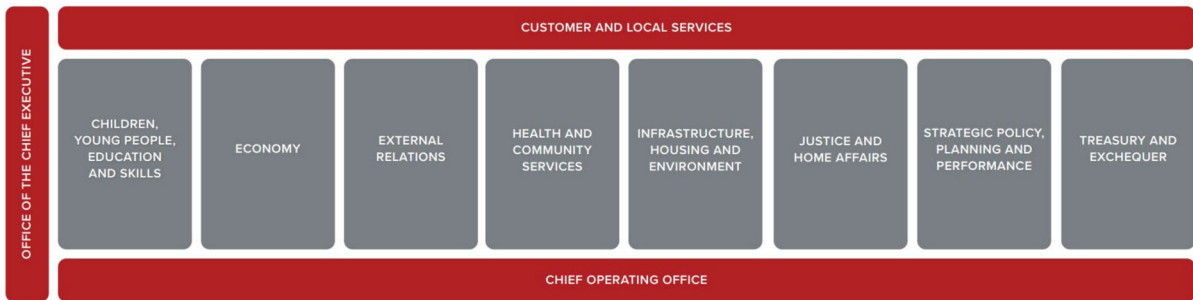 OFFICE OF THE CHIEF EXECUTIVE
CUSTOMER AND LOCAL SERVICES
CHILDREN,
YOUNG PEOPLE,
EDUCATION
AND SKILLS
ECONOMY
EXTERNAL
RELATIONS
HEALTH AND
COMMUNITY
SERVICES
INFRASTRUCTURE,
HOUSING AND
ENVIRONMENT
JUSTICE AND
HOME AFFAIRS
STRATEGIC POLICY,
PLANNING AND
PERFORMANCE
TREASURY AND
EXCHEQUER
CHIEF OPERATING OFFICE